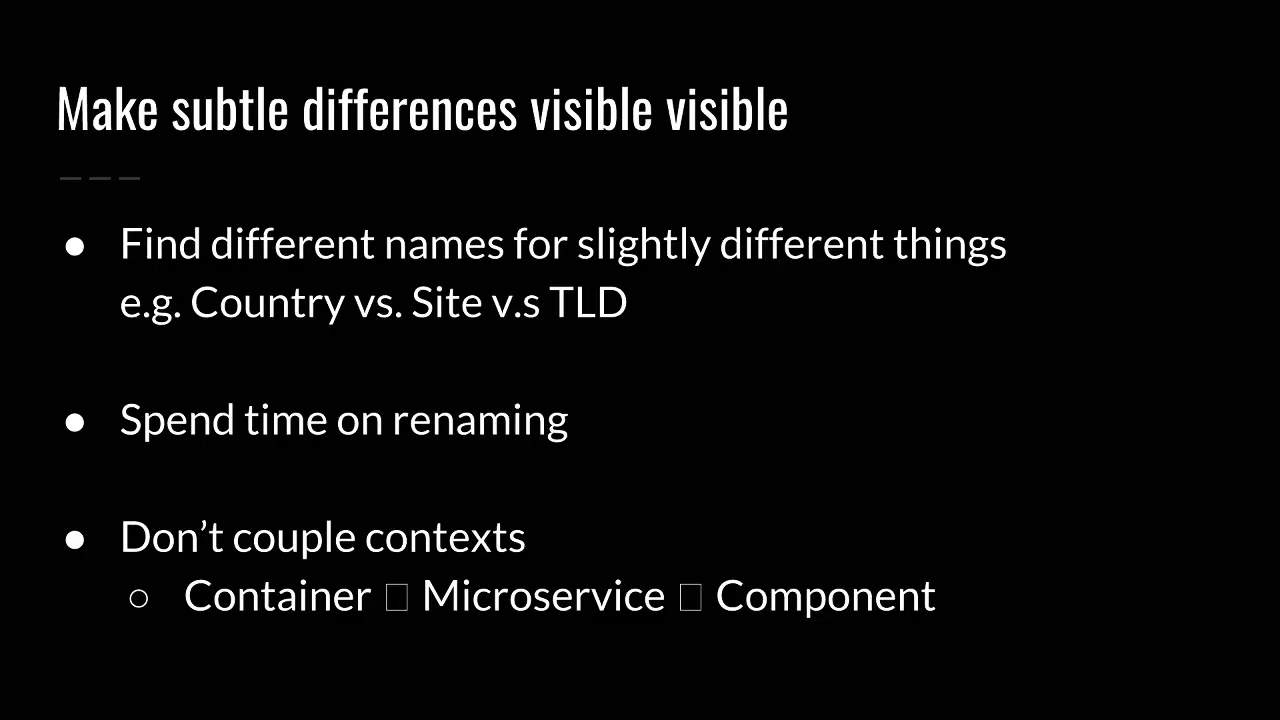 Make subtle differences visible visible
● Find different names for slightly different things
e.g. Country vs. Site v.s TLD
● Spend time on renaming
● Don’t couple contexts
○ Container □ Microservice □ Component